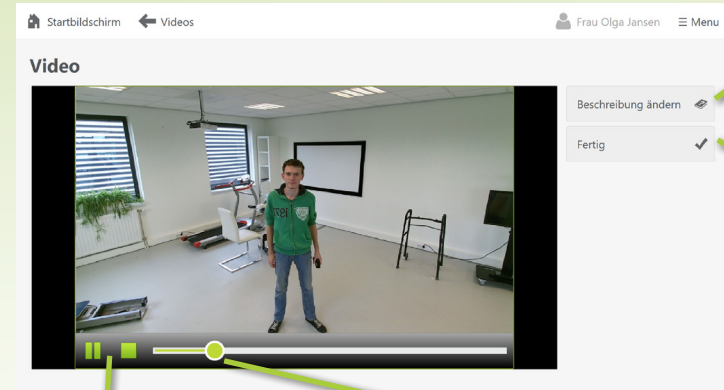 Startbildschirm Videos Frau Olga Jansen Menu
Video
Beschreibung ändern
Fertig